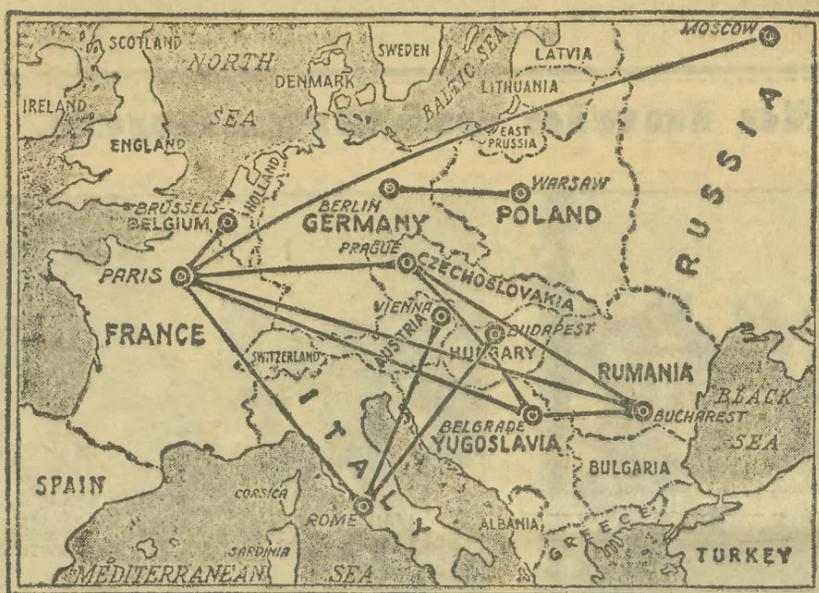 MOSCOW
SCOTLAND
NORTH
SEA
SWEDEN
BALTIC SEA
LATVIA
DENMARK
LITHUANIA
IRELAND
ENGLAND
EAST
PRUSSIA
RUSSIA
HOLLAND
BERLIN
WARSAW
BRUSSELS
BELGIUM
GERMANY
POLAND
PRAGUE
CZECHOSLOVAKIA
PARIS
VIENNA
AUSTRIA
BUDAPEST
FRANCE
HUNGARY
SWITZERLAND
RUMANIA
ITALY
BLACK
SEA
BELGRADE
BUCHAREST
YUGOSLAVIA
SPAIN
BULGARIA
CORSICA
ROME
ALBANIA
GREECE
SARDINIA
TURKEY
MEDITERRANEAN
SEA